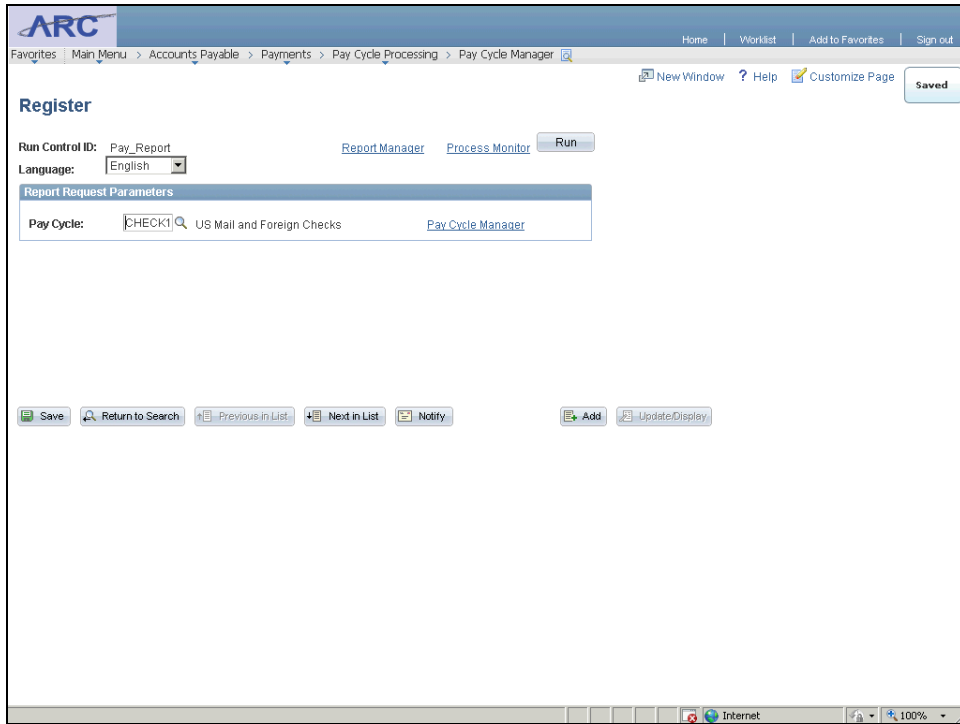 ARC
Home | Worklist | Add to Favorites | Sign out
Favorites Main Menu > Accounts Payable > Payments > Pay Cycle Processing > Pay Cycle Manager
New Window ? Help Customize Page
Saved
Register
Run Control ID: Pay_Report Report Manager Process Monitor Run
Language: English
Report Request Parameters
Pay Cycle: CHECK1 US Mail and Foreign Checks Pay Cycle Manager
Save Return to Search Previous in List Next in List Notify Add Update/Display
Internet 100%